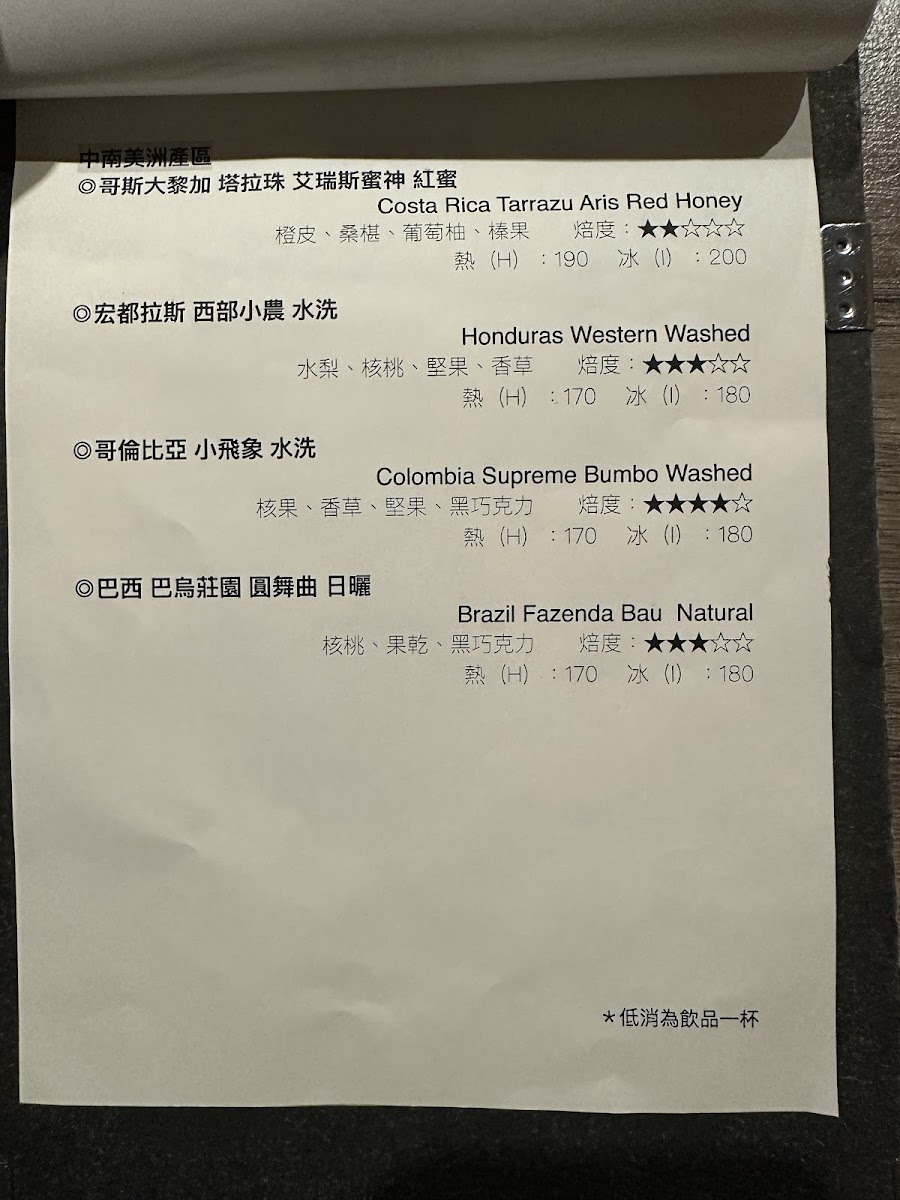 中南美洲產區
◎哥斯大黎加 塔拉珠 艾瑞斯蜜神 紅蜜
Costa Rica Tarrazu Aris Red Honey
橙皮、桑椹、葡萄柚、榛果 焙度：★★☆☆☆
熱（H）：190 冰（I）：200
◎宏都拉斯 西部小農 水洗
Honduras Western Washed
水梨、核桃、堅果、香草 焙度：★★★☆☆
熱（H）：170 冰（I）：180
◎哥倫比亞 小飛象 水洗
Colombia Supreme Bumbo Washed
核果、香草、堅果、黑巧克力 焙度：★★★★☆
熱（H）：170 冰（I）：180
◎巴西 巴烏莊園 圓舞曲 日曬
Brazil Fazenda Bau Natural
核桃、果乾、黑巧克力 焙度：★★★☆☆
熱（H）：170 冰（I）：180
＊低消為飲品一杯